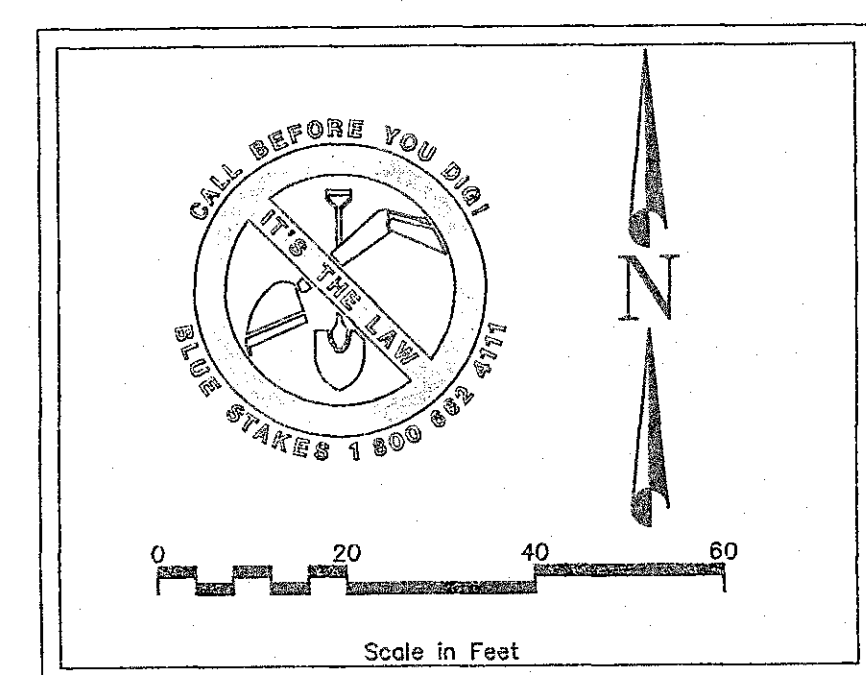 CALL BEFORE YOU DIG!
IT'S THE LAW
BLUE STAKES 1 800 662 4111
N
0 20 40 60
Scale in Feet